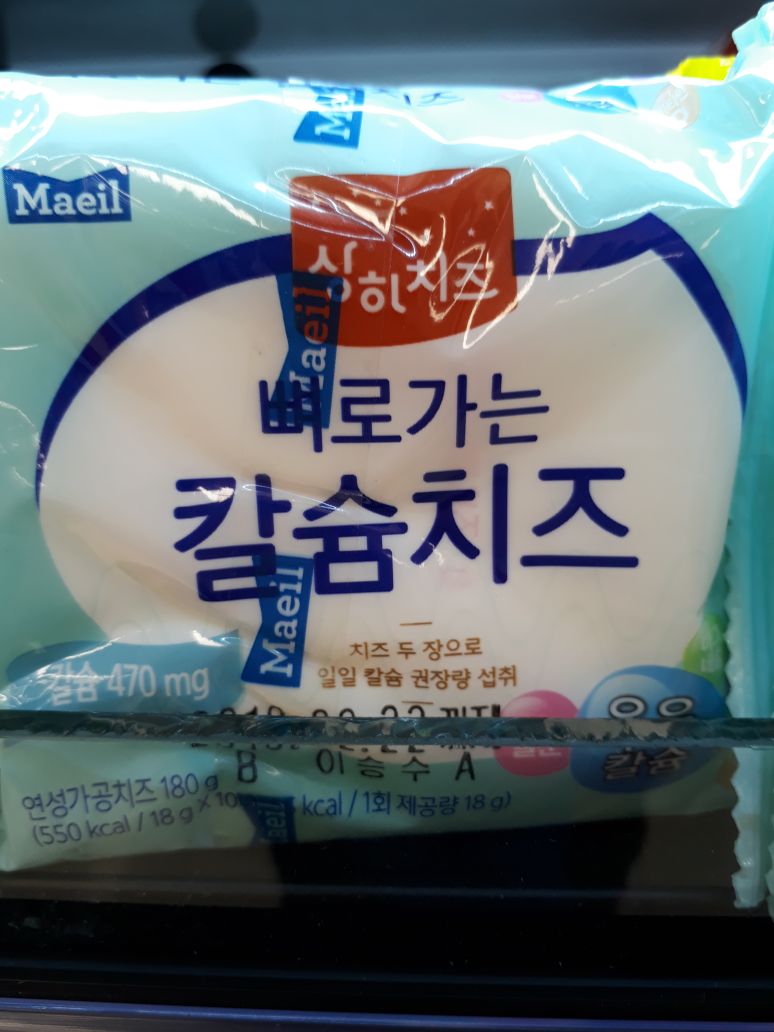 Maeil
Maeil
상하치즈
Maeil
뼈로가는
칼슘치즈
Maeil
치즈 두 장으로
일일 칼슘 권장량 섭취
칼슘 470 mg
22 까지
B 이승수 A
칼슘
연성가공치즈 180 g
(550 kcal / 18 g x 10 kcal / 1회 제공량 18 g)